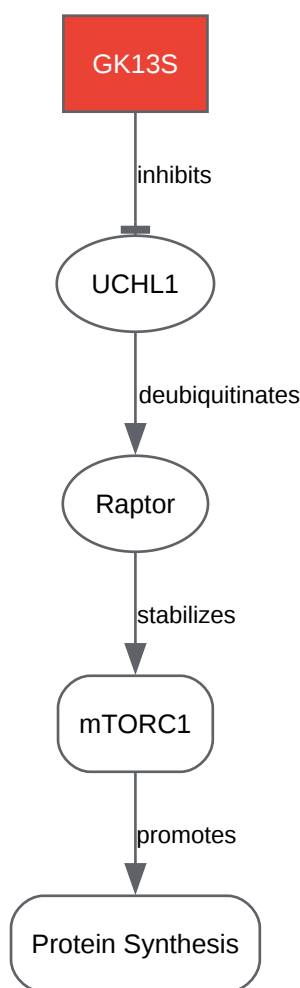 GK13S
inhibits
UCHL1
deubiquitinates
Raptor
stabilizes
mTORC1
promotes
Protein Synthesis